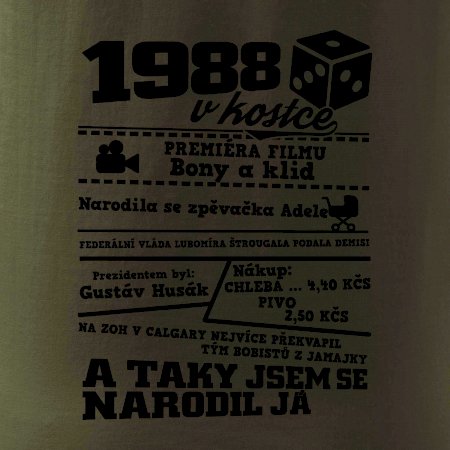 1988
v kostce
PREMIÉRA FILMU
Bony a klid
Narodila se zpěvačka Adele
FEDERÁLNÍ VLÁDA LUBOMÍRA ŠTROUGALA PODALA DEMISI
Prezidentem byl:
Gustáv Husák
Nákup:
CHLEBA ... 4,40 KČS
PIVO
2,50 KČS
NA ZOH V CALGARY NEJVÍCE PŘEKVAPIL
TÝM BOBISTŮ Z JAMAJKY
A TAKY JSEM SE
NARODIL JÁ